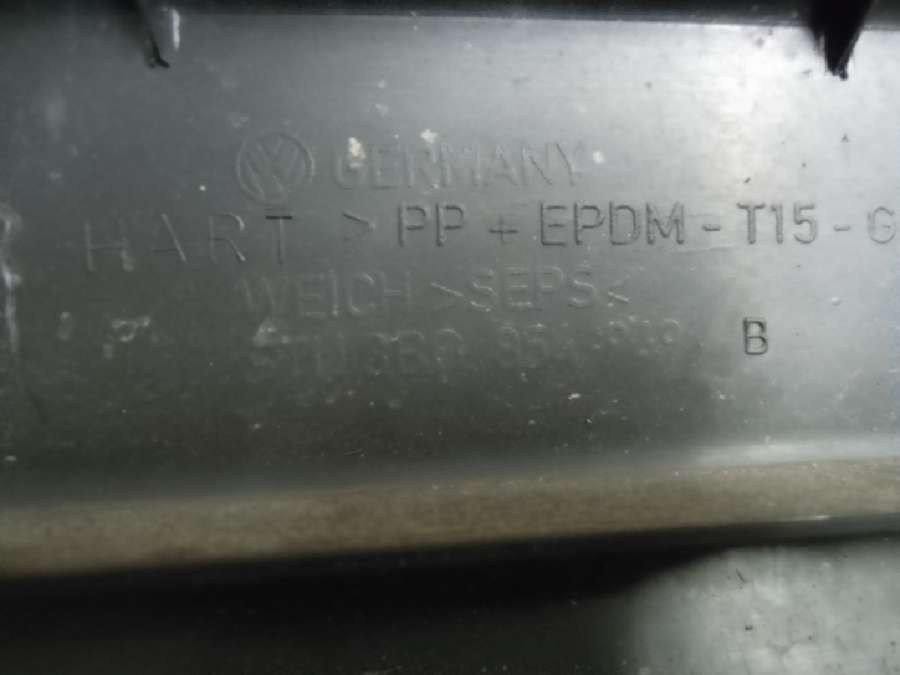 GERMANY
HART >PP + EPDM - T15 - G
WEICH >SEPS<
B